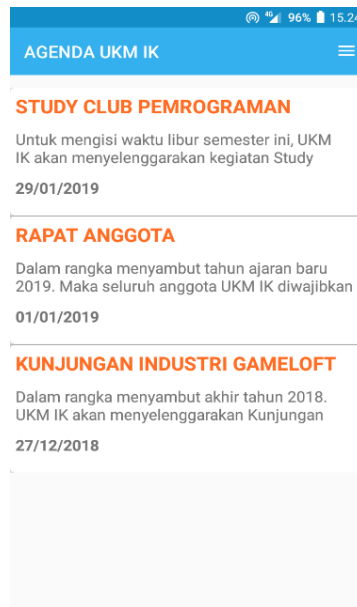 4G 96% 15.24
AGENDA UKM IK
STUDY CLUB PEMROGRAMAN
Untuk mengisi waktu libur semester ini, UKM
IK akan menyelenggarakan kegiatan Study
29/01/2019
RAPAT ANGGOTA
Dalam rangka menyambut tahun ajaran baru
2019. Maka seluruh anggota UKM IK diwajibkan
01/01/2019
KUNJUNGAN INDUSTRI GAMELOFT
Dalam rangka menyambut akhir tahun 2018.
UKM IK akan menyelenggarakan Kunjungan
27/12/2018